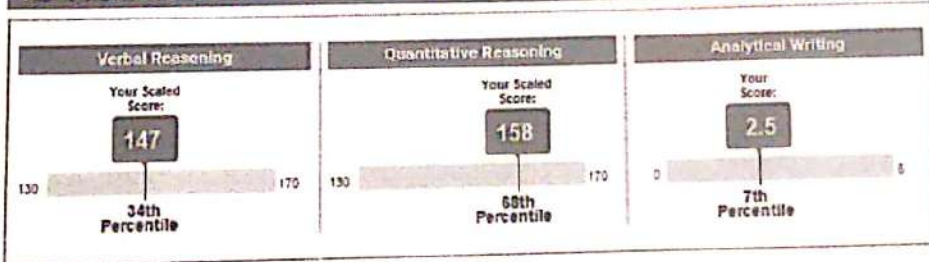 Verbal Reasoning
Your Scaled
Score:
147
130
170
34th
Percentile
Quantitative Reasoning
Your Scaled
Score:
158
130
170
68th
Percentile
Analytical Writing
Your
Score:
2.5
0
6
7th
Percentile